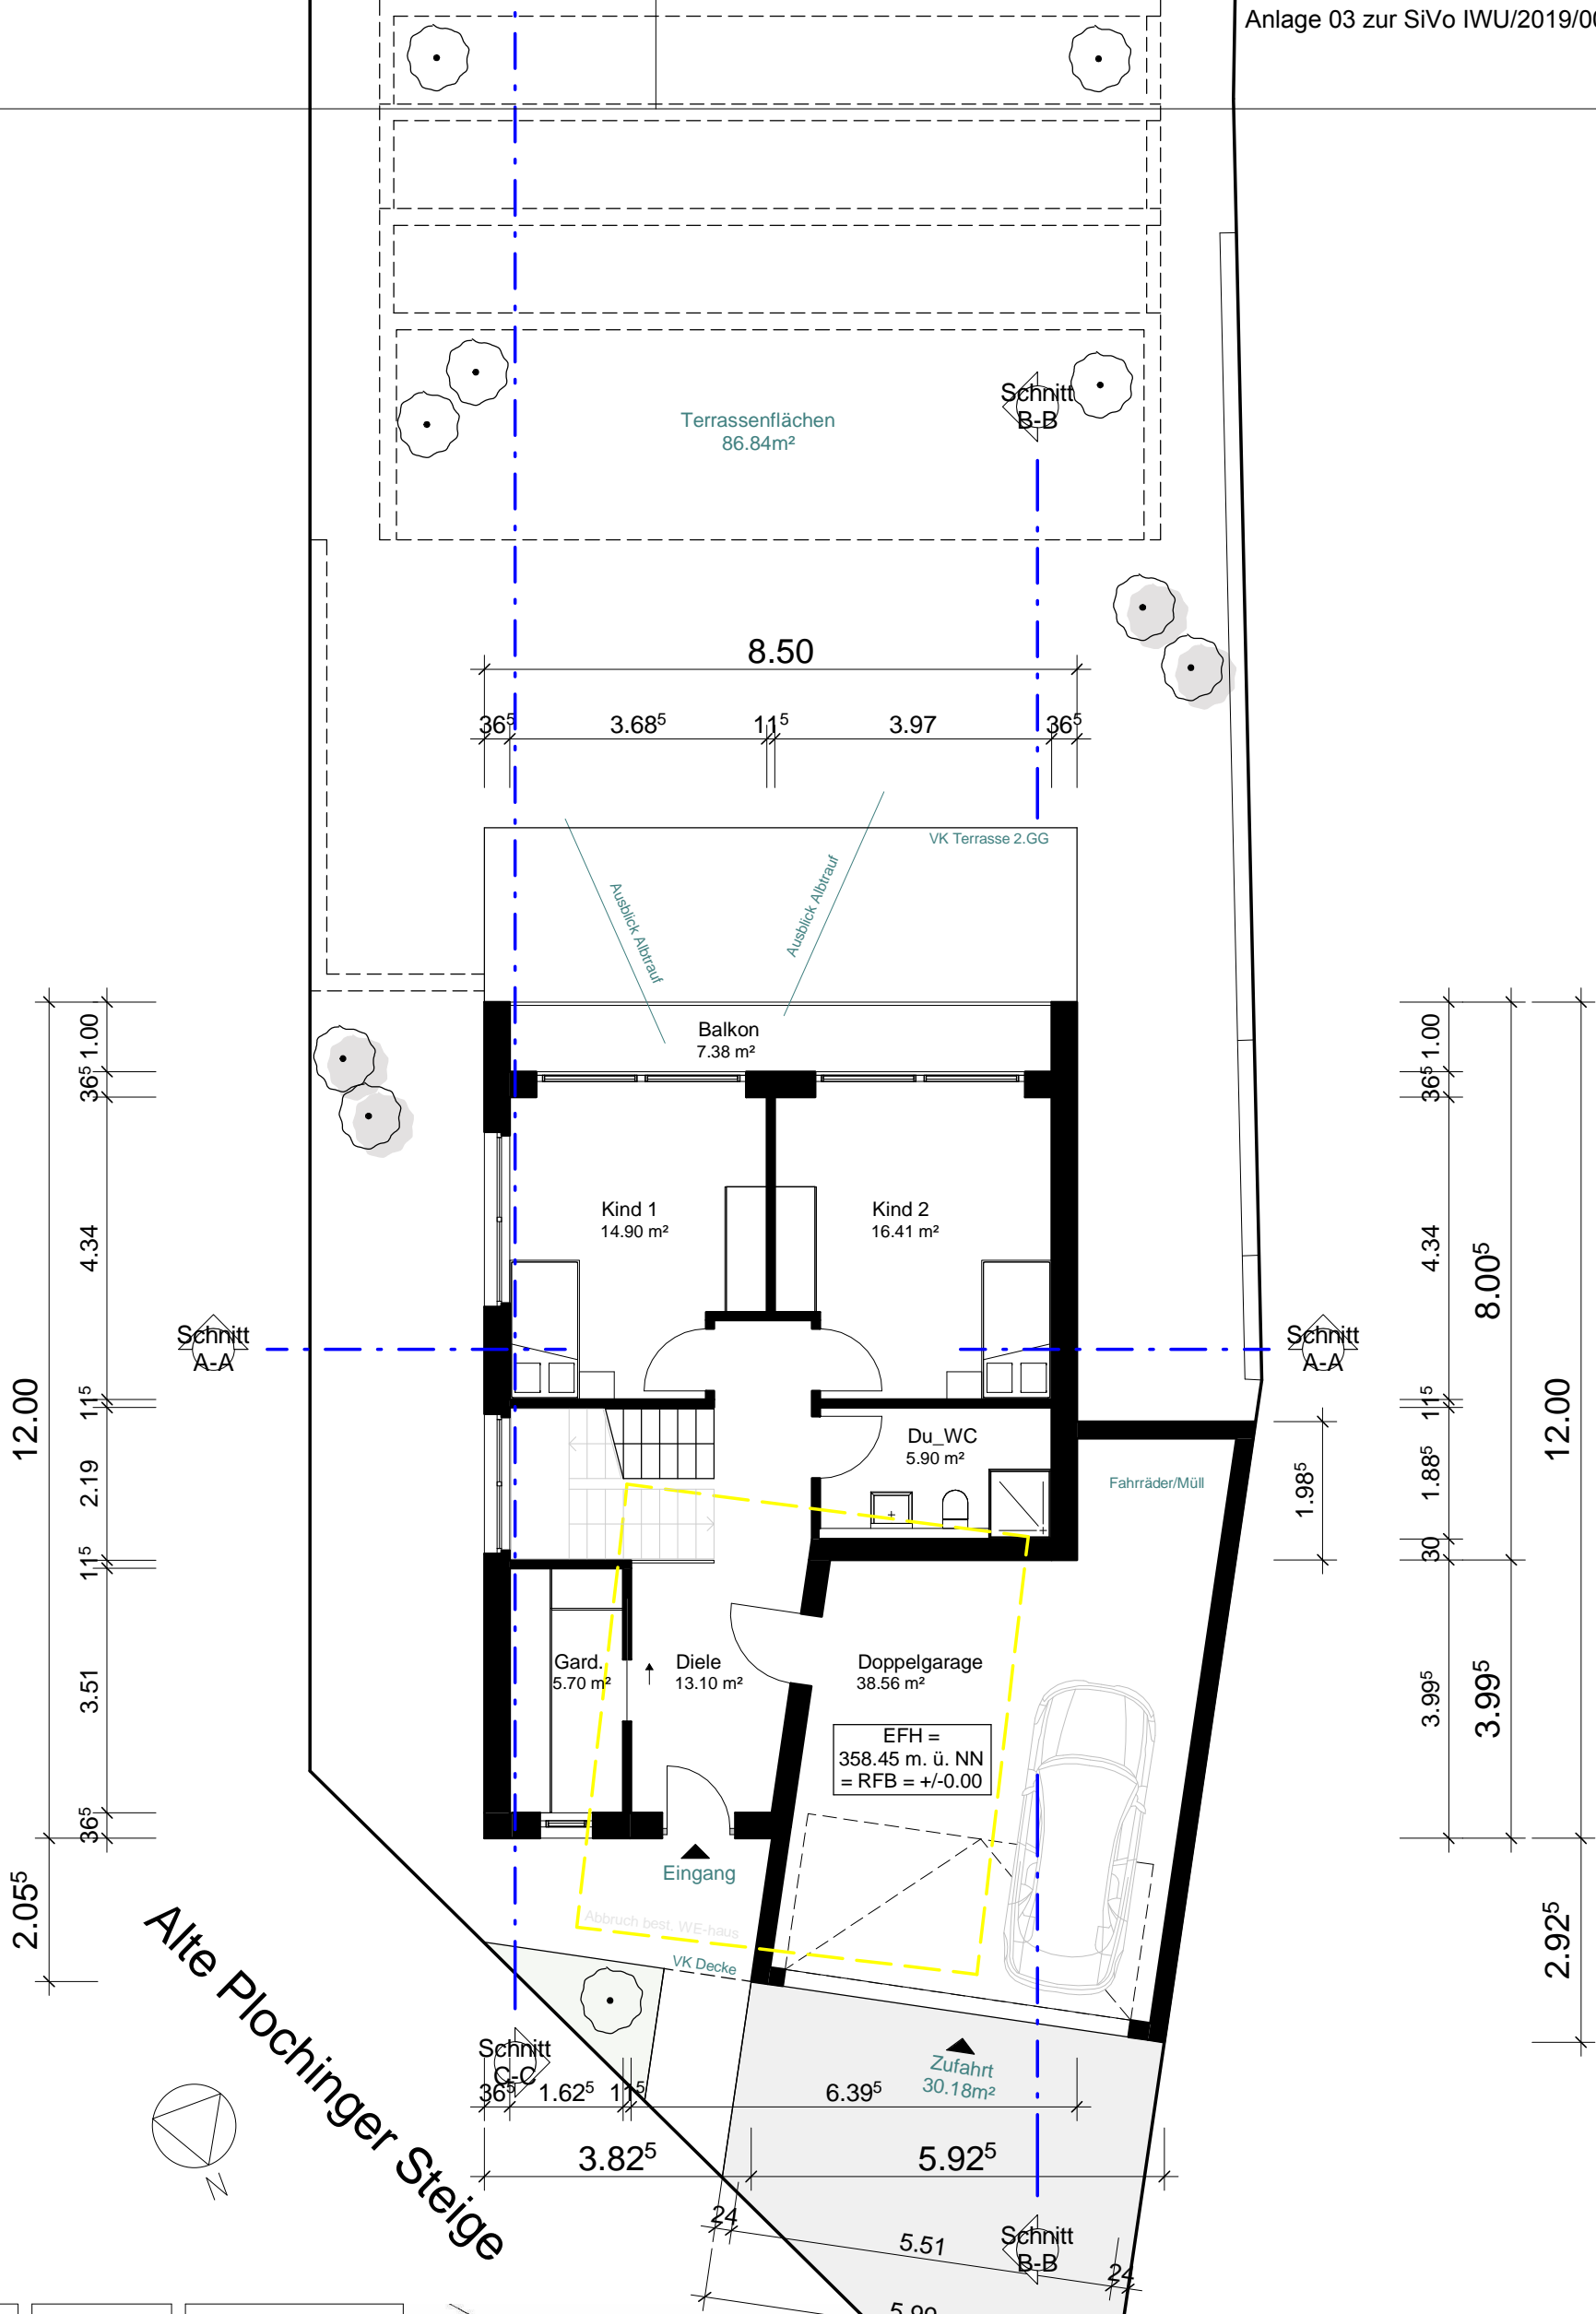 Anlage 03 zur SiVo IWU/2019/00
Schnitt
B-B
Terrassenflächen
86.84m²
8.50
36⁵ 3.68⁵ 11⁵ 3.97 36⁵
VK Terrasse 2.GG
Ausblick Albtrauf
Ausblick Albtrauf
Balkon
7.38 m²
Kind 1
14.90 m²
Kind 2
16.41 m²
Schnitt
A-A
Schnitt
A-A
12.00
2.05⁵
1.00
36⁵
4.34
11⁵
2.19
11⁵
3.51
36⁵
1.00
36⁵
4.34
11⁵
1.88⁵
30
3.99⁵
8.00⁵
3.99⁵
12.00
2.92⁵
1.98⁵
Du_WC
5.90 m²
Fahrräder/Müll
Gard.
5.70 m²
Diele
13.10 m²
Doppelgarage
38.56 m²
EFH =
358.45 m. ü. NN
= RFB = +/-0.00
Eingang
Abbruch best. WE-haus
VK Decke
Alte Plochinger Steige
N
Schnitt
C-C
Zufahrt
30.18m²
36⁵ 1.62⁵ 11⁵ 6.39⁵
3.82⁵ 5.92⁵
24 5.51 24
Schnitt
B-B
5.99